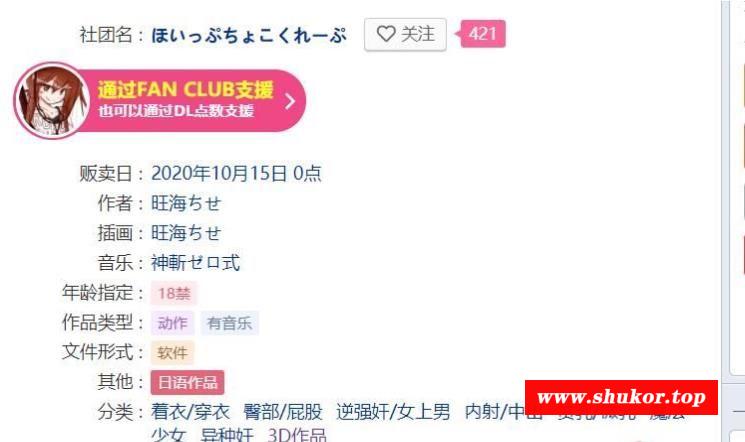 社团名： ほいっぷちょこくれーぷ ♡ 关注 421
通过FAN CLUB支援
也可以通过DL点数支援
贩卖日： 2020年10月15日 0点
作者： 旺海ちせ
插画： 旺海ちせ
音乐： 神斬ゼロ式
年龄指定： 18禁
作品类型： 动作 有音乐
文件形式： 软件
其他： 日语作品
www.shukor.top
分类： 着衣/穿衣 臀部/屁股 逆强奸/女上男 内射/中出
少女 异种奸 3D作品